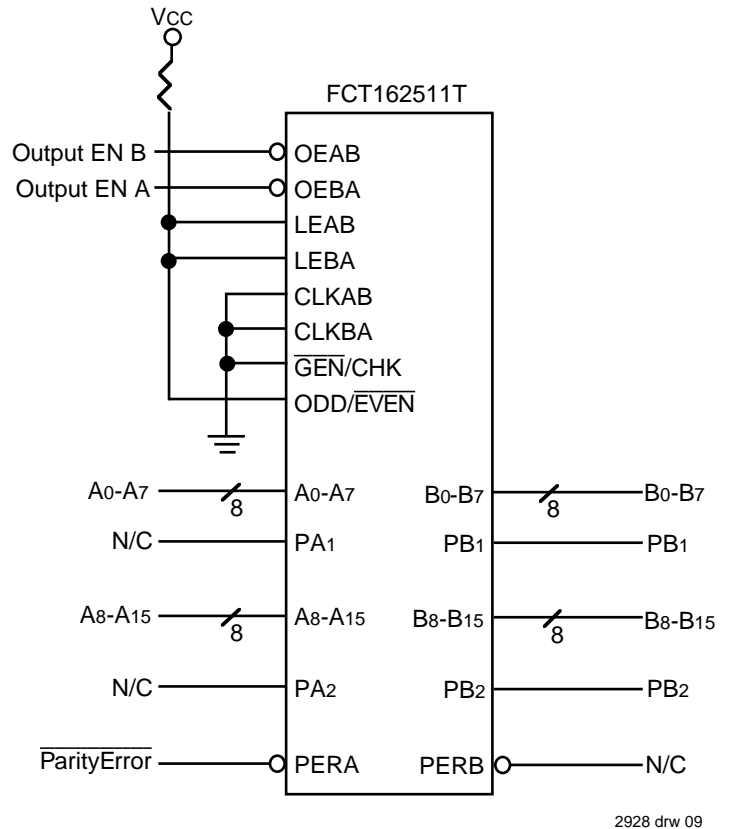 VCC
FCT162511T
Output EN B OEAB
Output EN A OEBA
LEAB
LEBA
CLKAB
CLKBA
GEN/CHK
ODD/EVEN
A0-A7 8 A0-A7 B0-B7 8 B0-B7
N/C PA1 PB1 PB1
A8-A15 8 A8-A15 B8-B15 8 B8-B15
N/C PA2 PB2 PB2
ParityError PERA PERB N/C
2928 drw 09